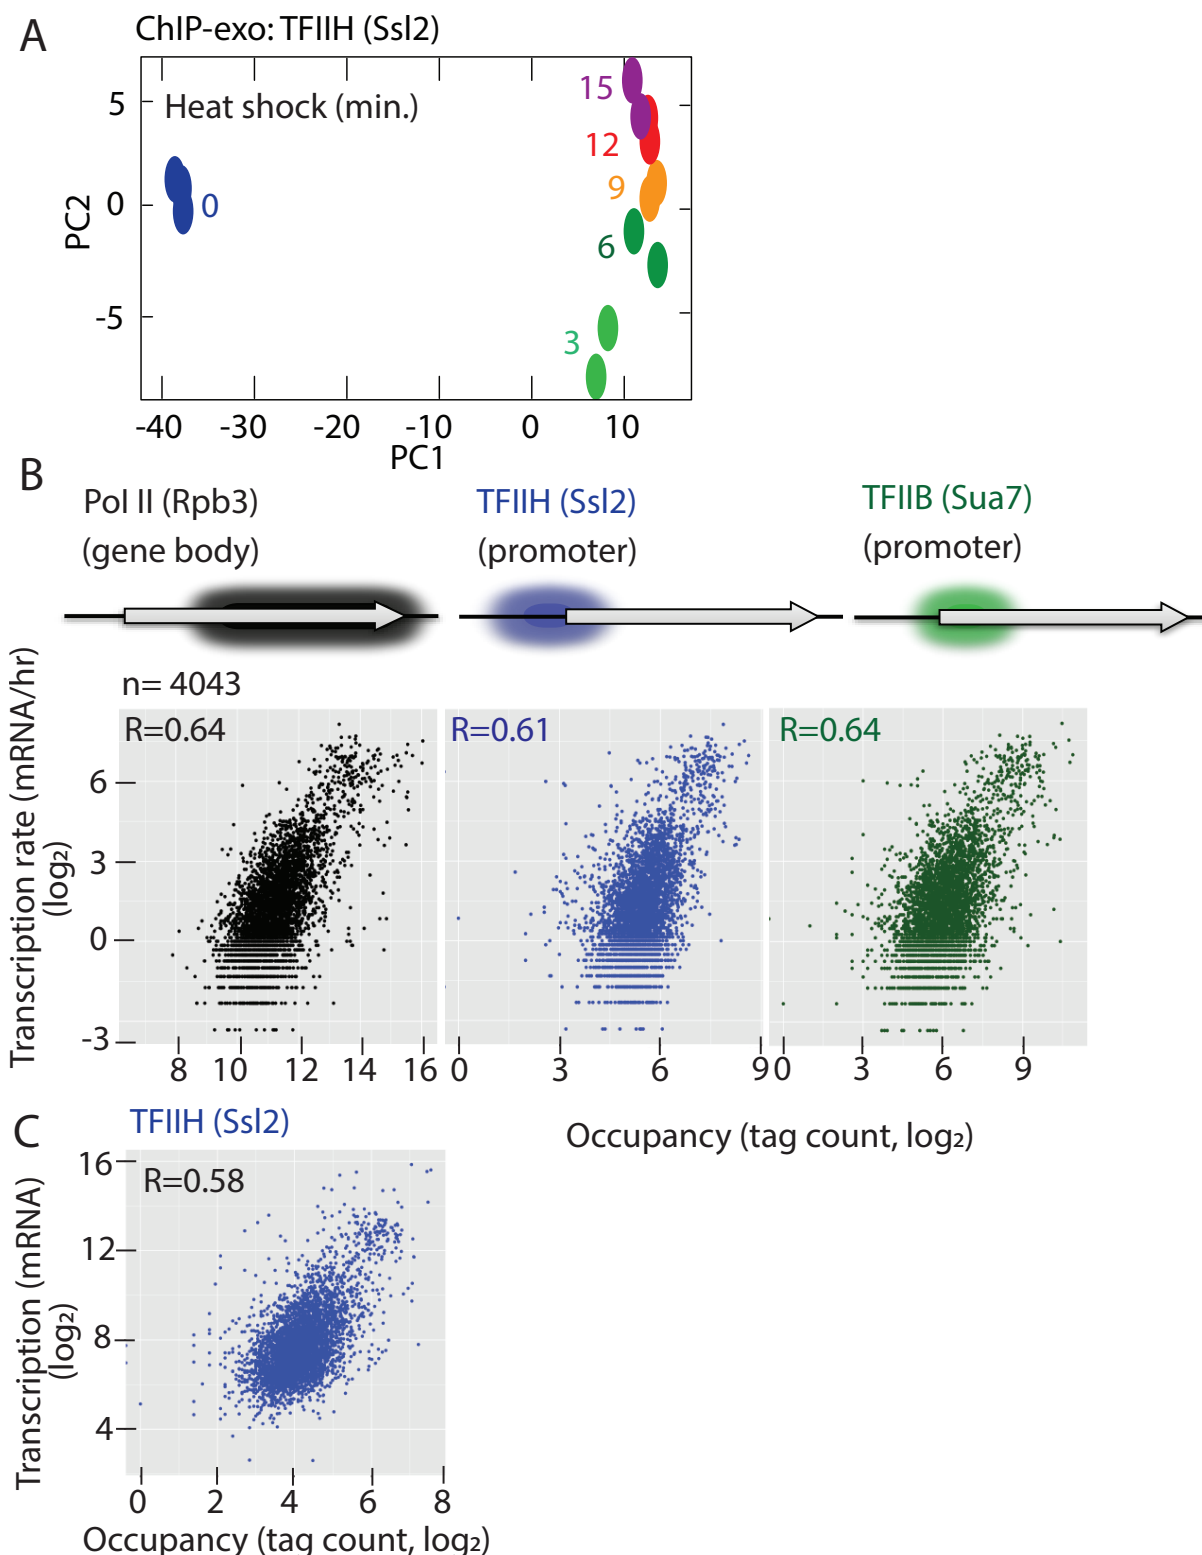 A
ChIP-exo: TFIIH (Ssl2)
Heat shock (min.)
15
12
9
6
3
0
PC2
5
0
-5
-40 -30 -20 -10 0 10
PC1
B
Pol II (Rpb3)
(gene body)
TFIIH (Ssl2)
(promoter)
TFIIB (Sua7)
(promoter)
n= 4043
Transcription rate (mRNA/hr)
(log₂)
R=0.64
R=0.61
R=0.64
6
3
0
-3
8 10 12 14 16
0 3 6 9
0 3 6 9
Occupancy (tag count, log₂)
C
TFIIH (Ssl2)
R=0.58
Transcription (mRNA)
(log₂)
16
12
8
4
0 2 4 6 8
Occupancy (tag count, log₂)